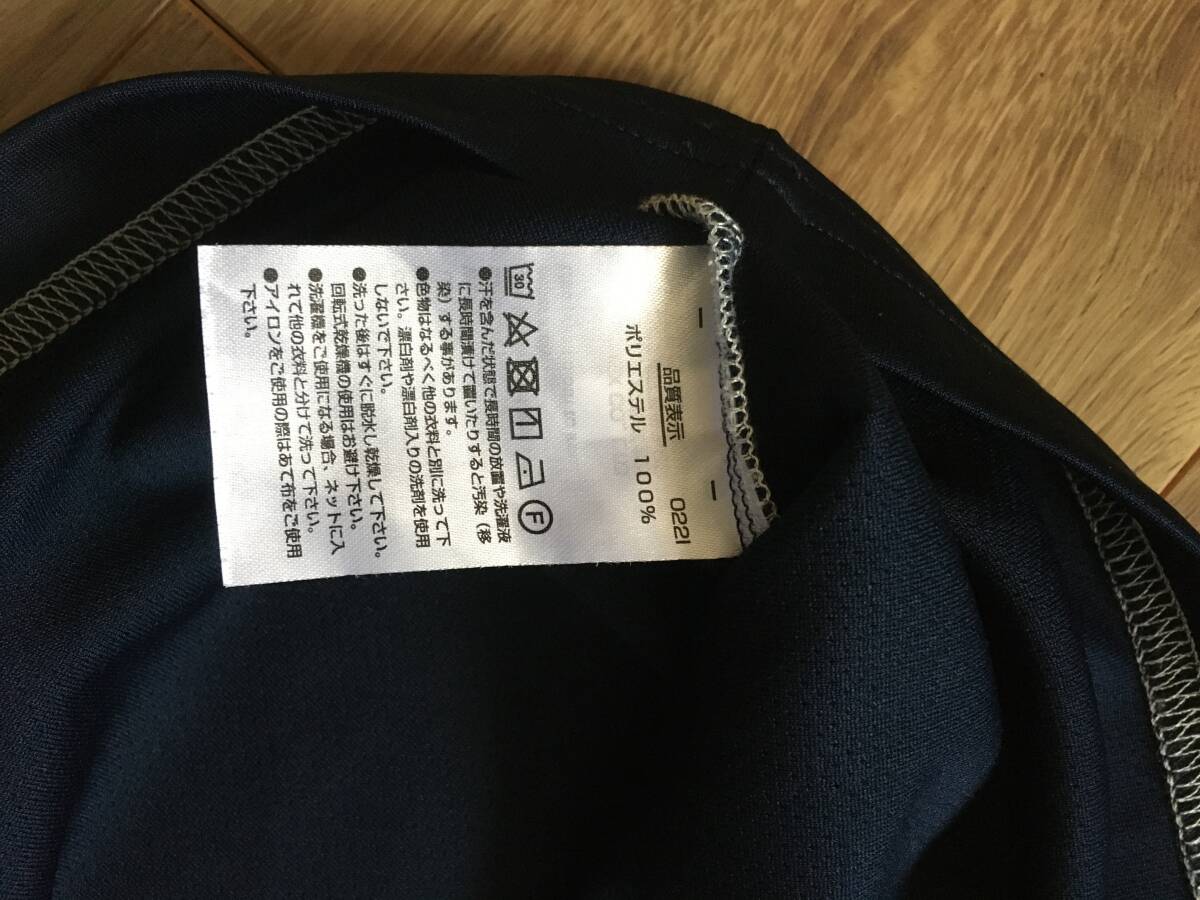 品質表示 0221
ポリエステル 100%
30 F
●汗を含んだ状態で長時間の放置や洗濯液
に長時間漬けて置いたりすると汚染（移
染）する事があります。
●色物はなるべく他の衣料と別に洗って下
さい。漂白剤や漂白剤入りの洗剤を使用
しないで下さい。
●洗った後はすぐに脱水し乾燥して下さい。
回転式乾燥機の使用はお避け下さい。
●洗濯機をご使用になる場合、ネットに入
れて他の衣料と分けて洗って下さい。
●アイロンをご使用の際はあて布をご使用
下さい。